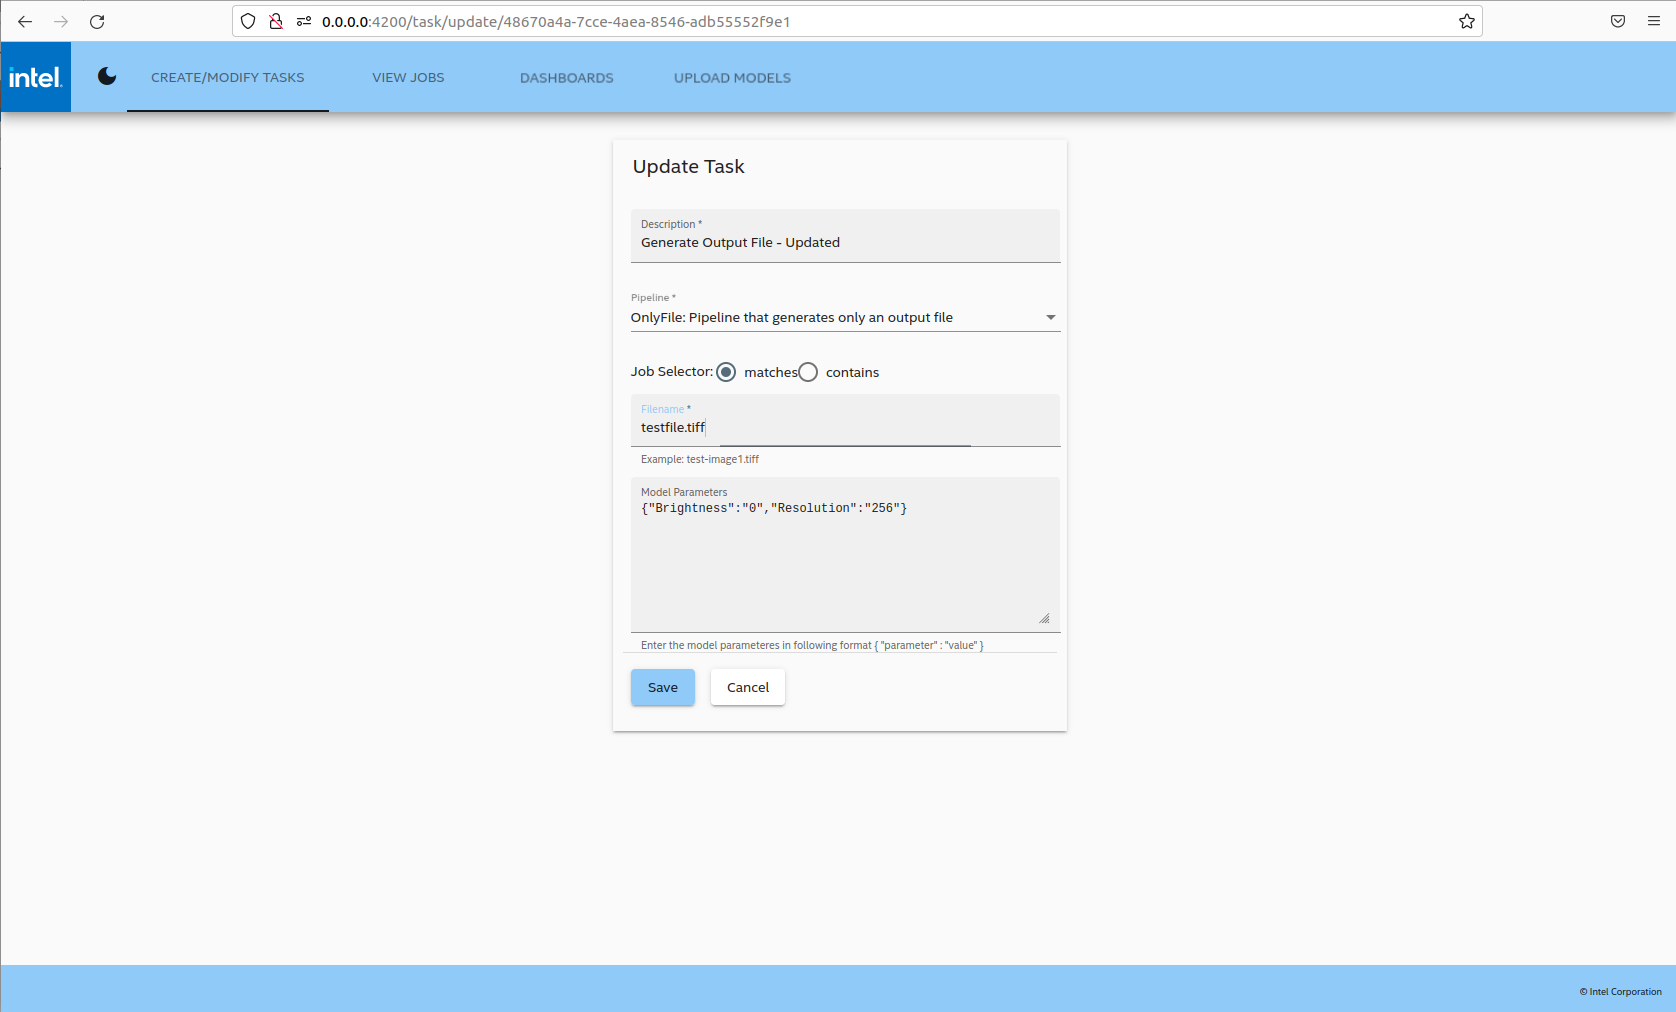 0.0.0.0:4200/task/update/48670a4a-7cce-4aea-8546-adb55552f9e1
intel.
CREATE/MODIFY TASKS VIEW JOBS DASHBOARDS UPLOAD MODELS
Update Task
Description *
Generate Output File - Updated
Pipeline *
OnlyFile: Pipeline that generates only an output file
Job Selector: matches contains
Filename *
testfile.tiff
Example: test-image1.tiff
Model Parameters
{"Brightness":"0","Resolution":"256"}
Enter the model parameteres in following format { "parameter" : "value" }
Save Cancel
© Intel Corporation